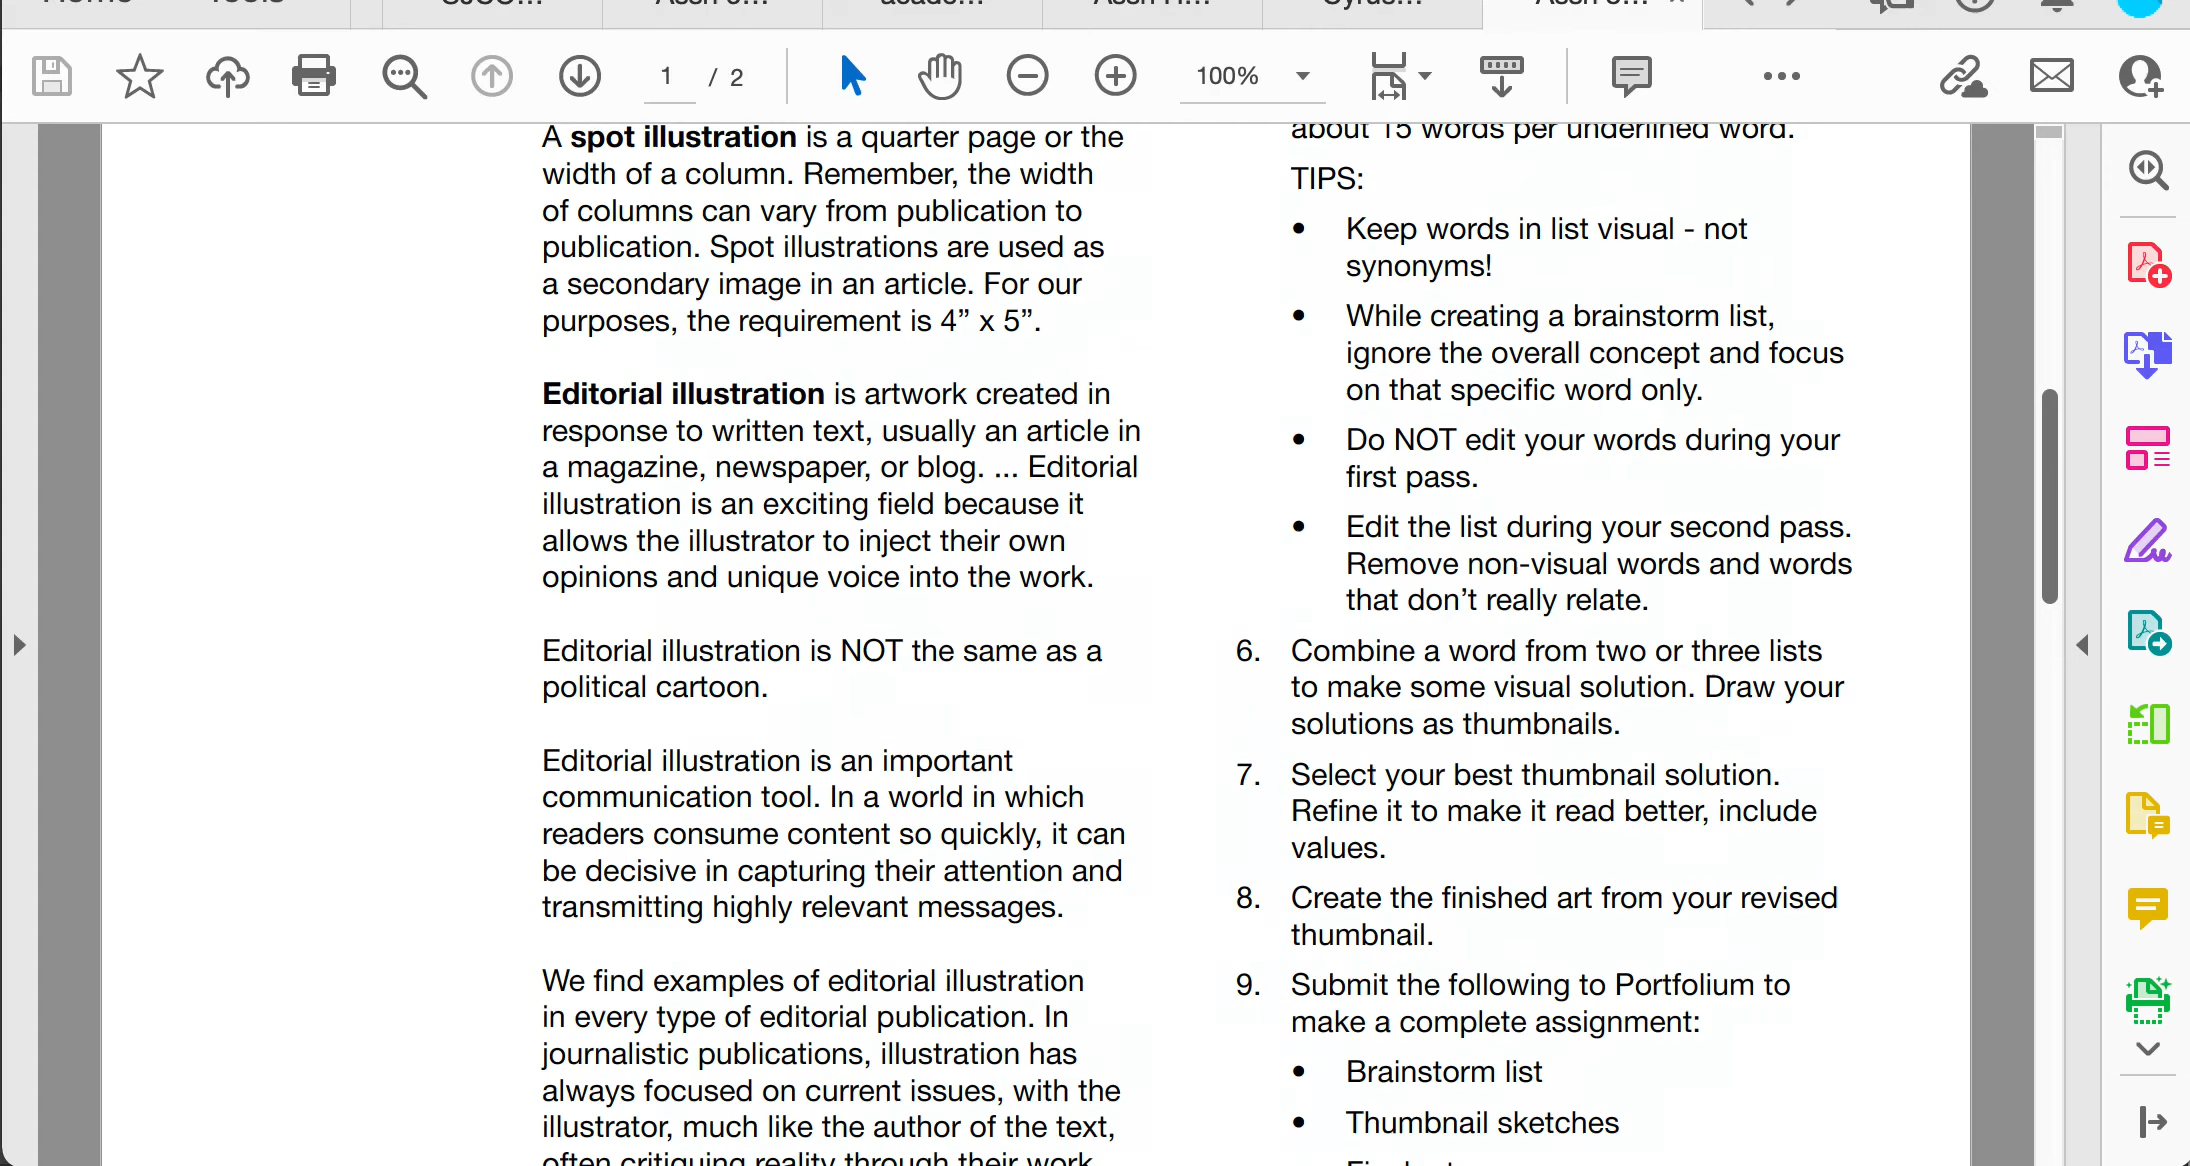 1 / 2
100%
A spot illustration is a quarter page or the
width of a column. Remember, the width
of columns can vary from publication to
publication. Spot illustrations are used as
a secondary image in an article. For our
purposes, the requirement is 4” x 5”.
Editorial illustration is artwork created in
response to written text, usually an article in
a magazine, newspaper, or blog. ... Editorial
illustration is an exciting field because it
allows the illustrator to inject their own
opinions and unique voice into the work.
Editorial illustration is NOT the same as a
political cartoon.
Editorial illustration is an important
communication tool. In a world in which
readers consume content so quickly, it can
be decisive in capturing their attention and
transmitting highly relevant messages.
We find examples of editorial illustration
in every type of editorial publication. In
journalistic publications, illustration has
always focused on current issues, with the
illustrator, much like the author of the text,
often critiquing reality through their work
about 15 words per underlined word.
TIPS:
• Keep words in list visual - not
synonyms!
• While creating a brainstorm list,
ignore the overall concept and focus
on that specific word only.
• Do NOT edit your words during your
first pass.
• Edit the list during your second pass.
Remove non-visual words and words
that don’t really relate.
6. Combine a word from two or three lists
to make some visual solution. Draw your
solutions as thumbnails.
7. Select your best thumbnail solution.
Refine it to make it read better, include
values.
8. Create the finished art from your revised
thumbnail.
9. Submit the following to Portfolium to
make a complete assignment:
• Brainstorm list
• Thumbnail sketches